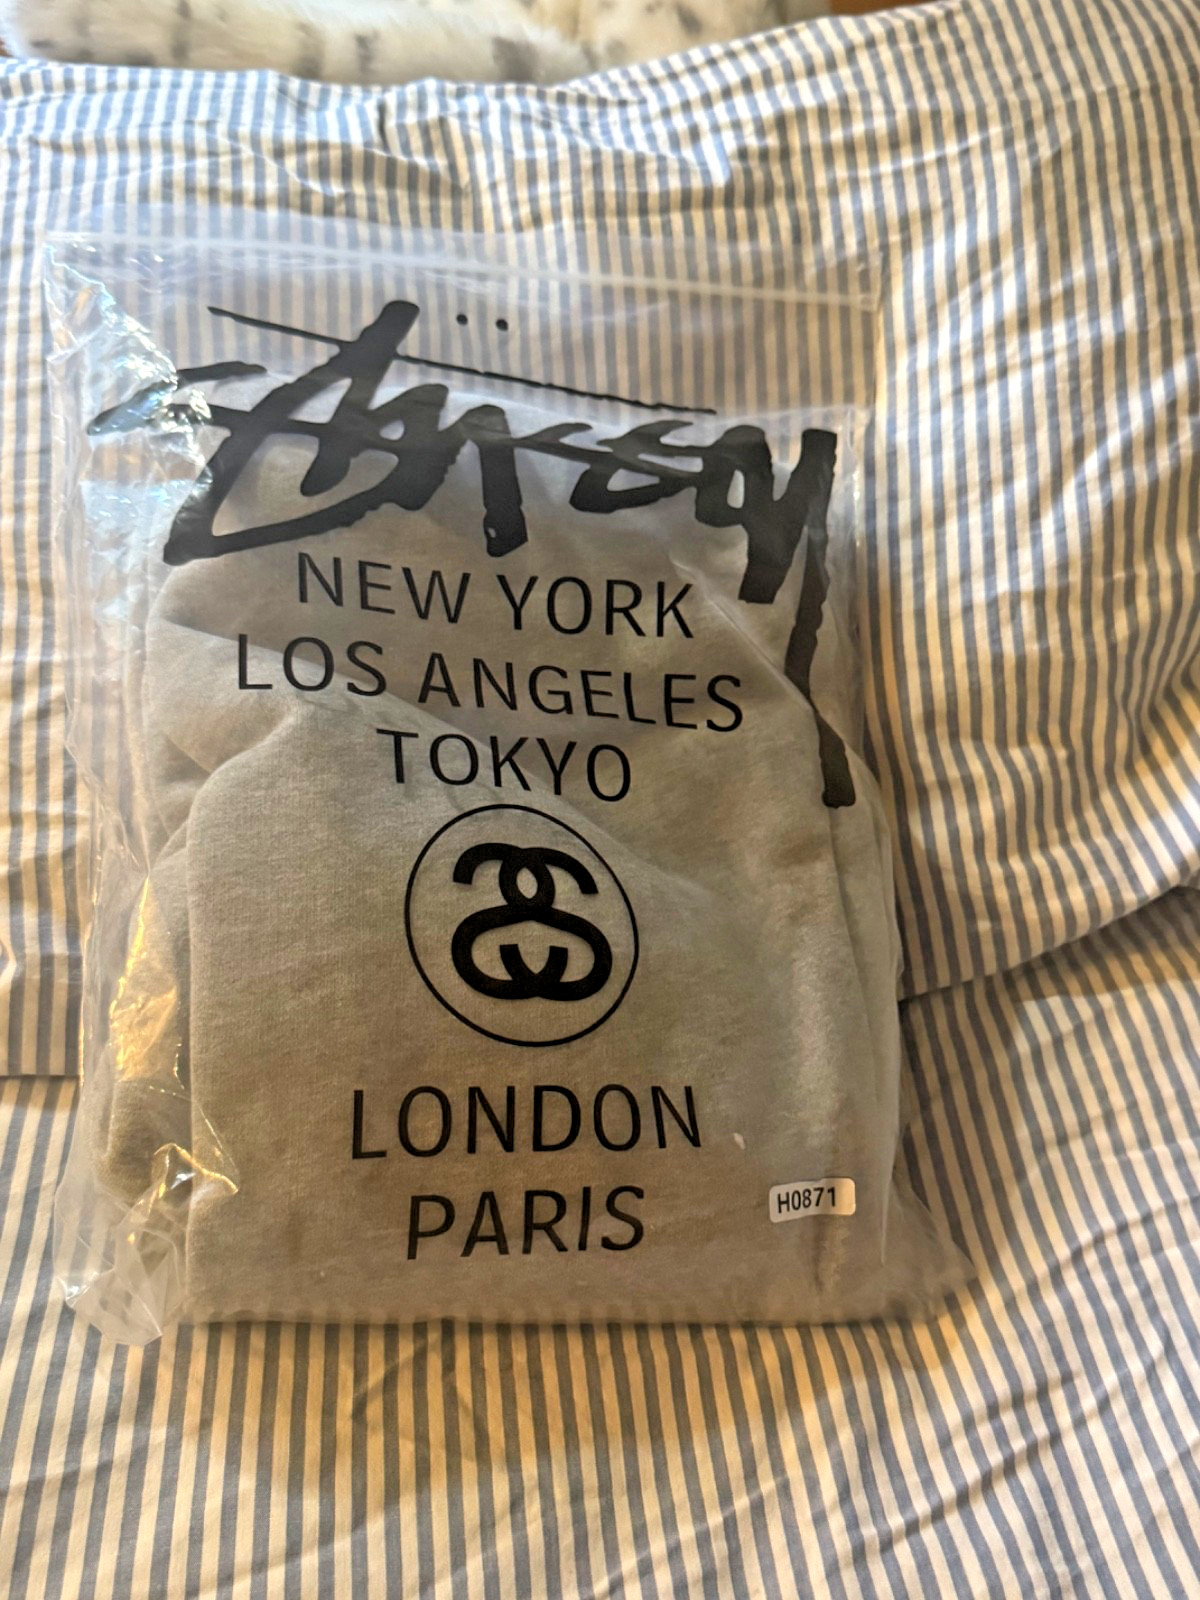 Stüssy
NEW YORK
LOS ANGELES
TOKYO
LONDON
PARIS
H0871